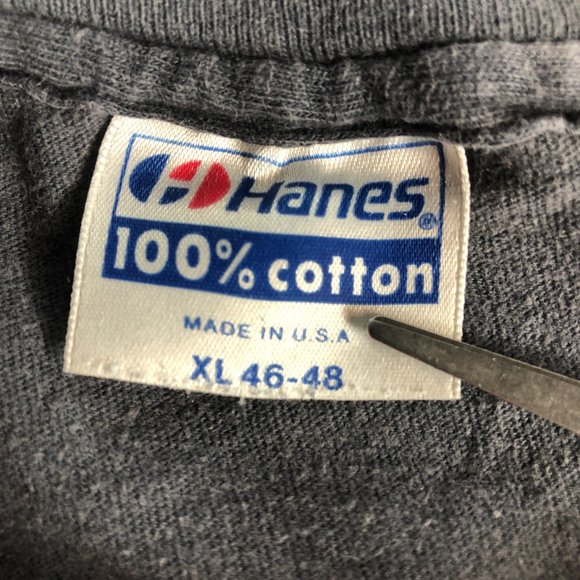 Hanes®
100% cotton
MADE IN U.S.A
XL 46-48